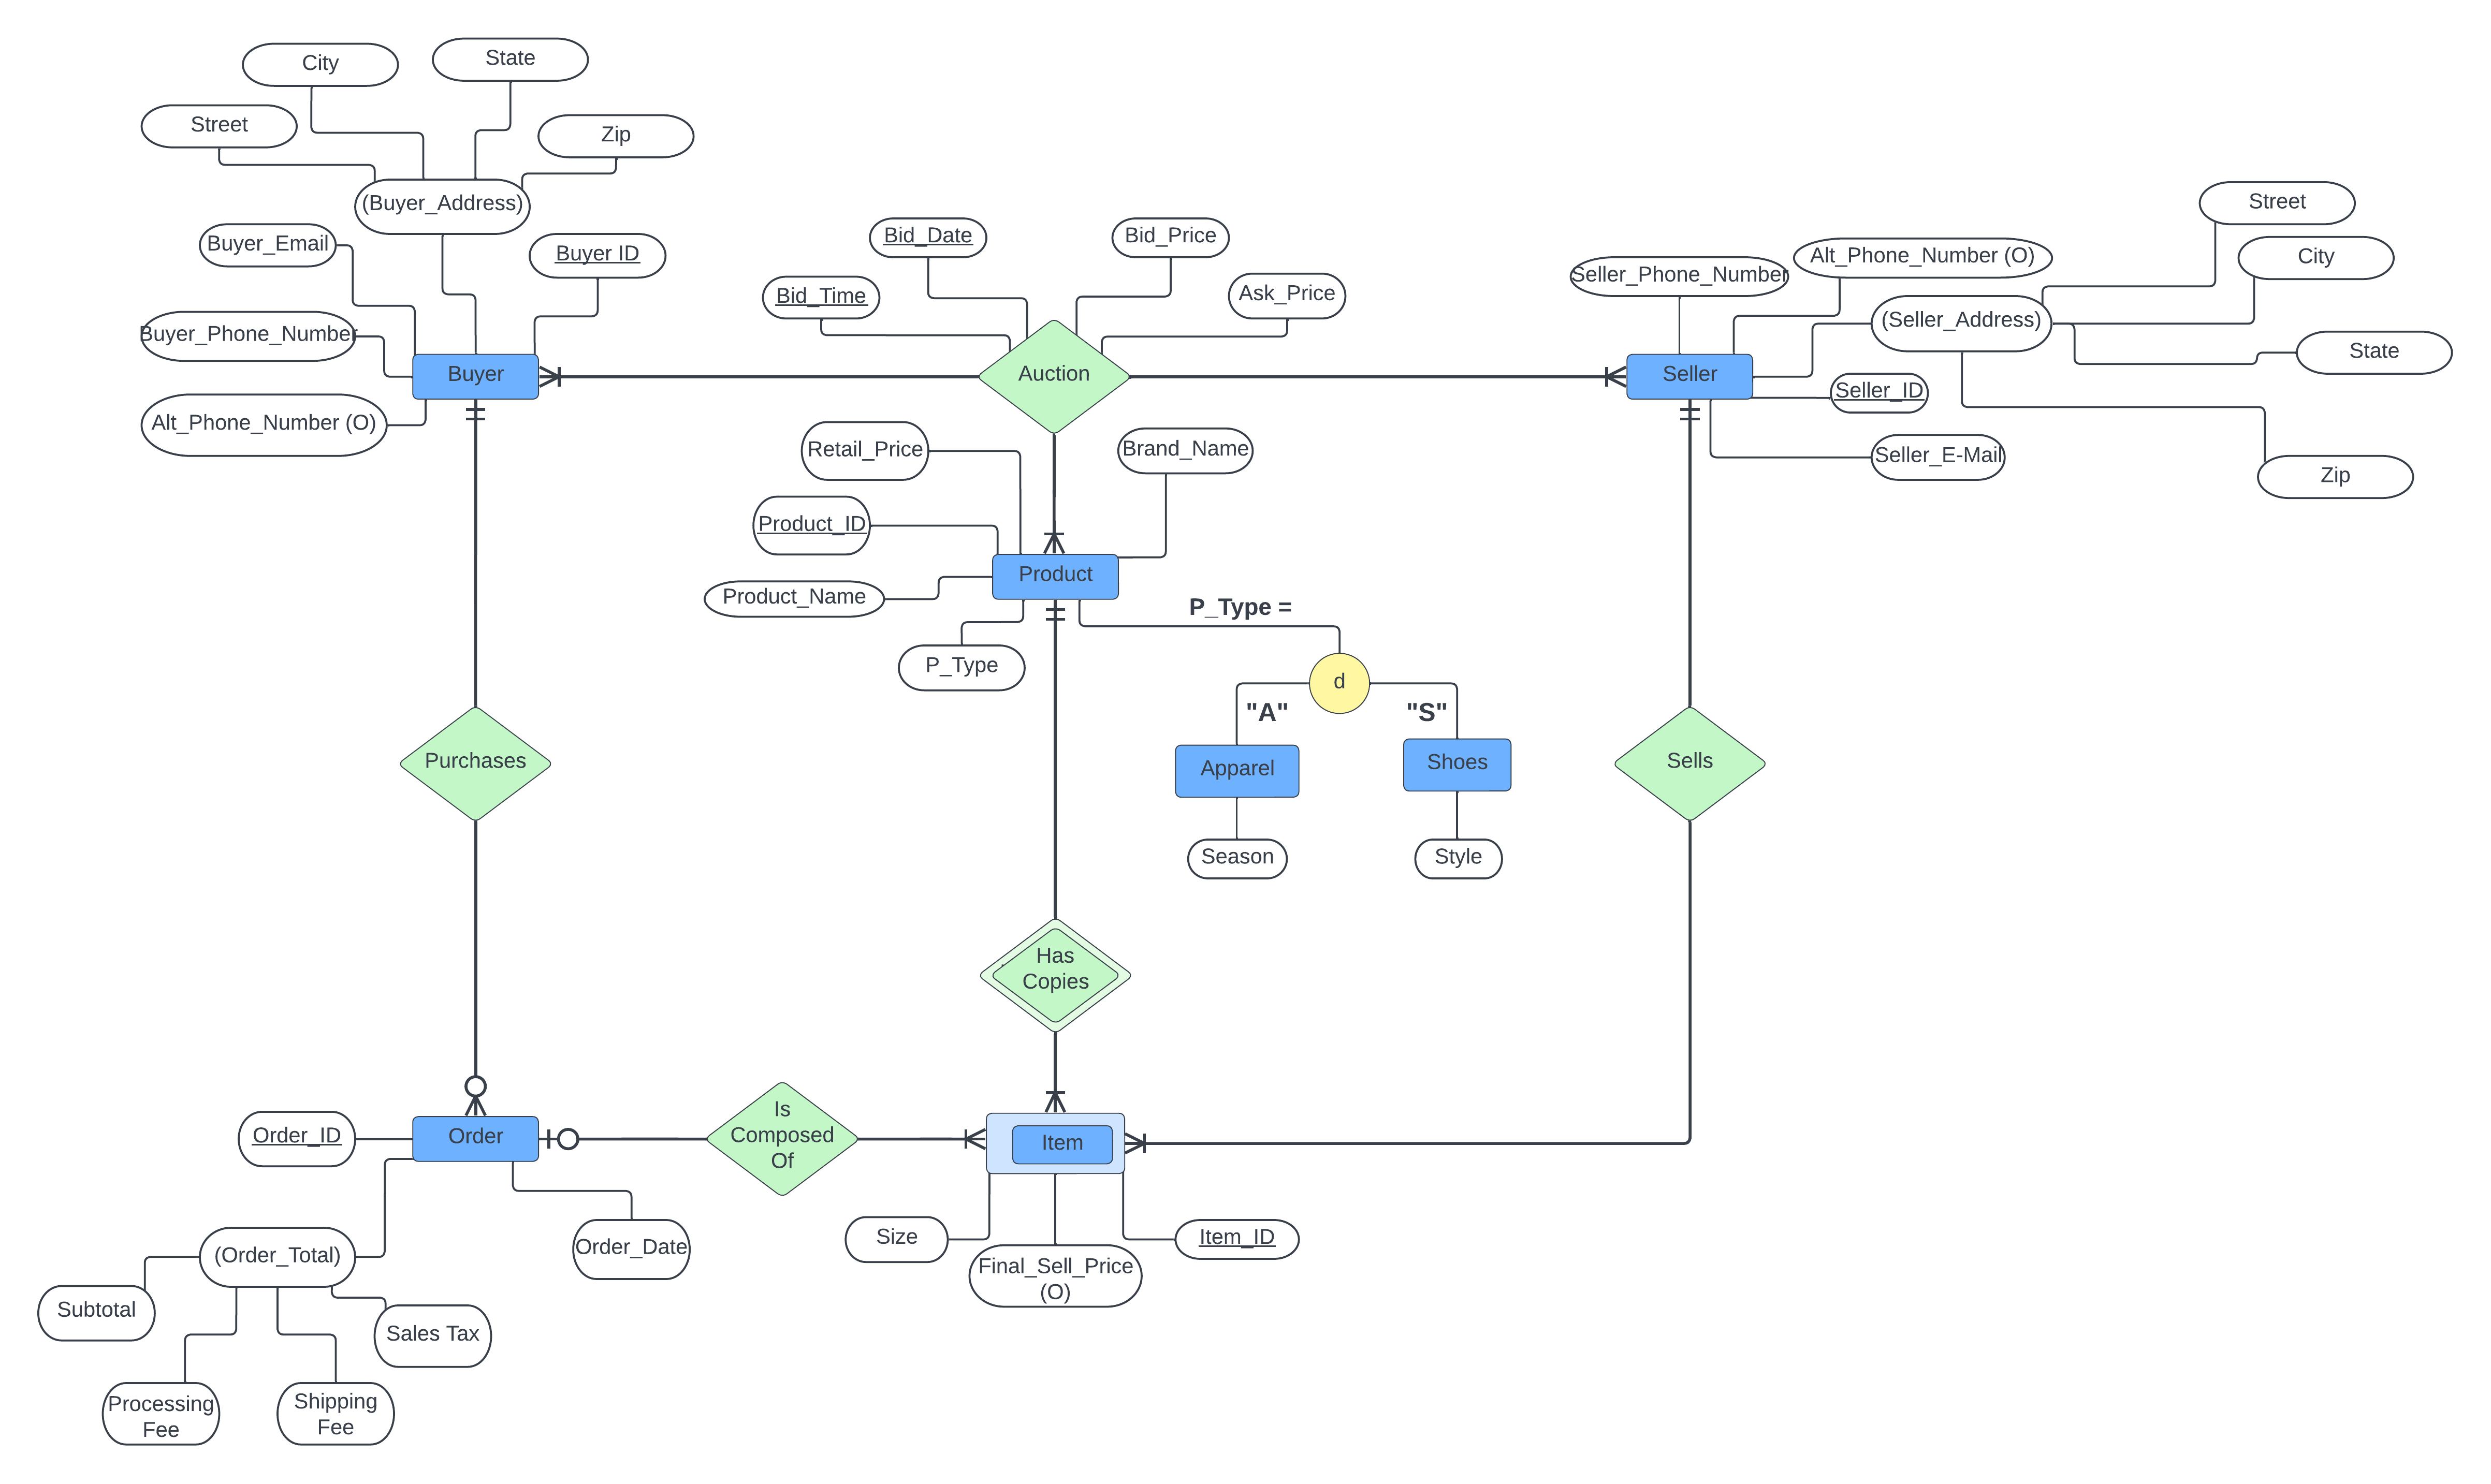 City
State
Street
Zip
(Buyer_Address)
Buyer_Email
Buyer ID
Buyer_Phone_Number
Buyer
Alt_Phone_Number (O)
Bid_Date
Bid_Price
Bid_Time
Ask_Price
Auction
Seller_Phone_Number
Alt_Phone_Number (O)
Street
City
(Seller_Address)
State
Seller
Seller_ID
Seller_E-Mail
Zip
Retail_Price
Brand_Name
Product_ID
Product
Product_Name
P_Type
P_Type =
d
"A"
"S"
Apparel
Shoes
Season
Style
Purchases
Sells
Has
Copies
Order_ID
Order
Is
Composed
Of
Item
(Order_Total)
Order_Date
Size
Final_Sell_Price
(O)
Item_ID
Subtotal
Sales Tax
Processing
Fee
Shipping
Fee